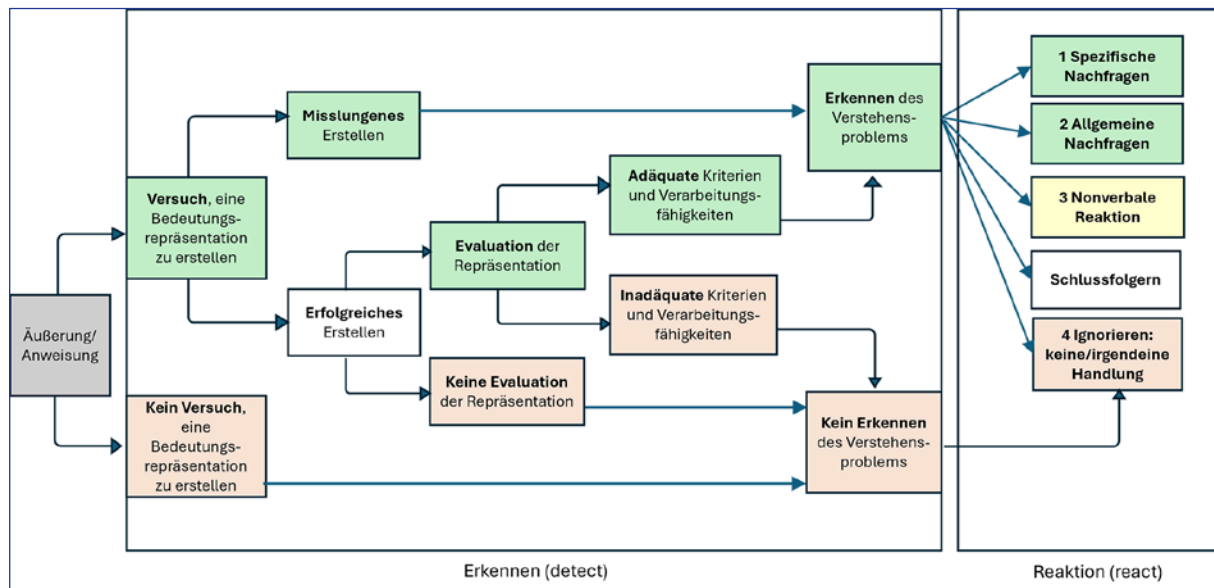 Äußerung/
Anweisung
Versuch, eine
Bedeutungs-
repräsentation
zu erstellen
Kein Versuch,
eine
Bedeutungs-
repräsentation
zu erstellen
Misslungenes
Erstellen
Erfolgreiches
Erstellen
Evaluation der
Repräsentation
Keine Evaluation
der Repräsentation
Adäquate Kriterien
und Verarbeitungs-
fähigkeiten
Inadäquate Kriterien
und Verarbeitungs-
fähigkeiten
Erkennen des
Verstehens-
problems
Kein Erkennen
des Verstehens-
problems
1 Spezifische
Nachfragen
2 Allgemeine
Nachfragen
3 Nonverbale
Reaktion
Schlussfolgern
4 Ignorieren:
keine/irgendeine
Handlung
Erkennen (detect)
Reaktion (react)